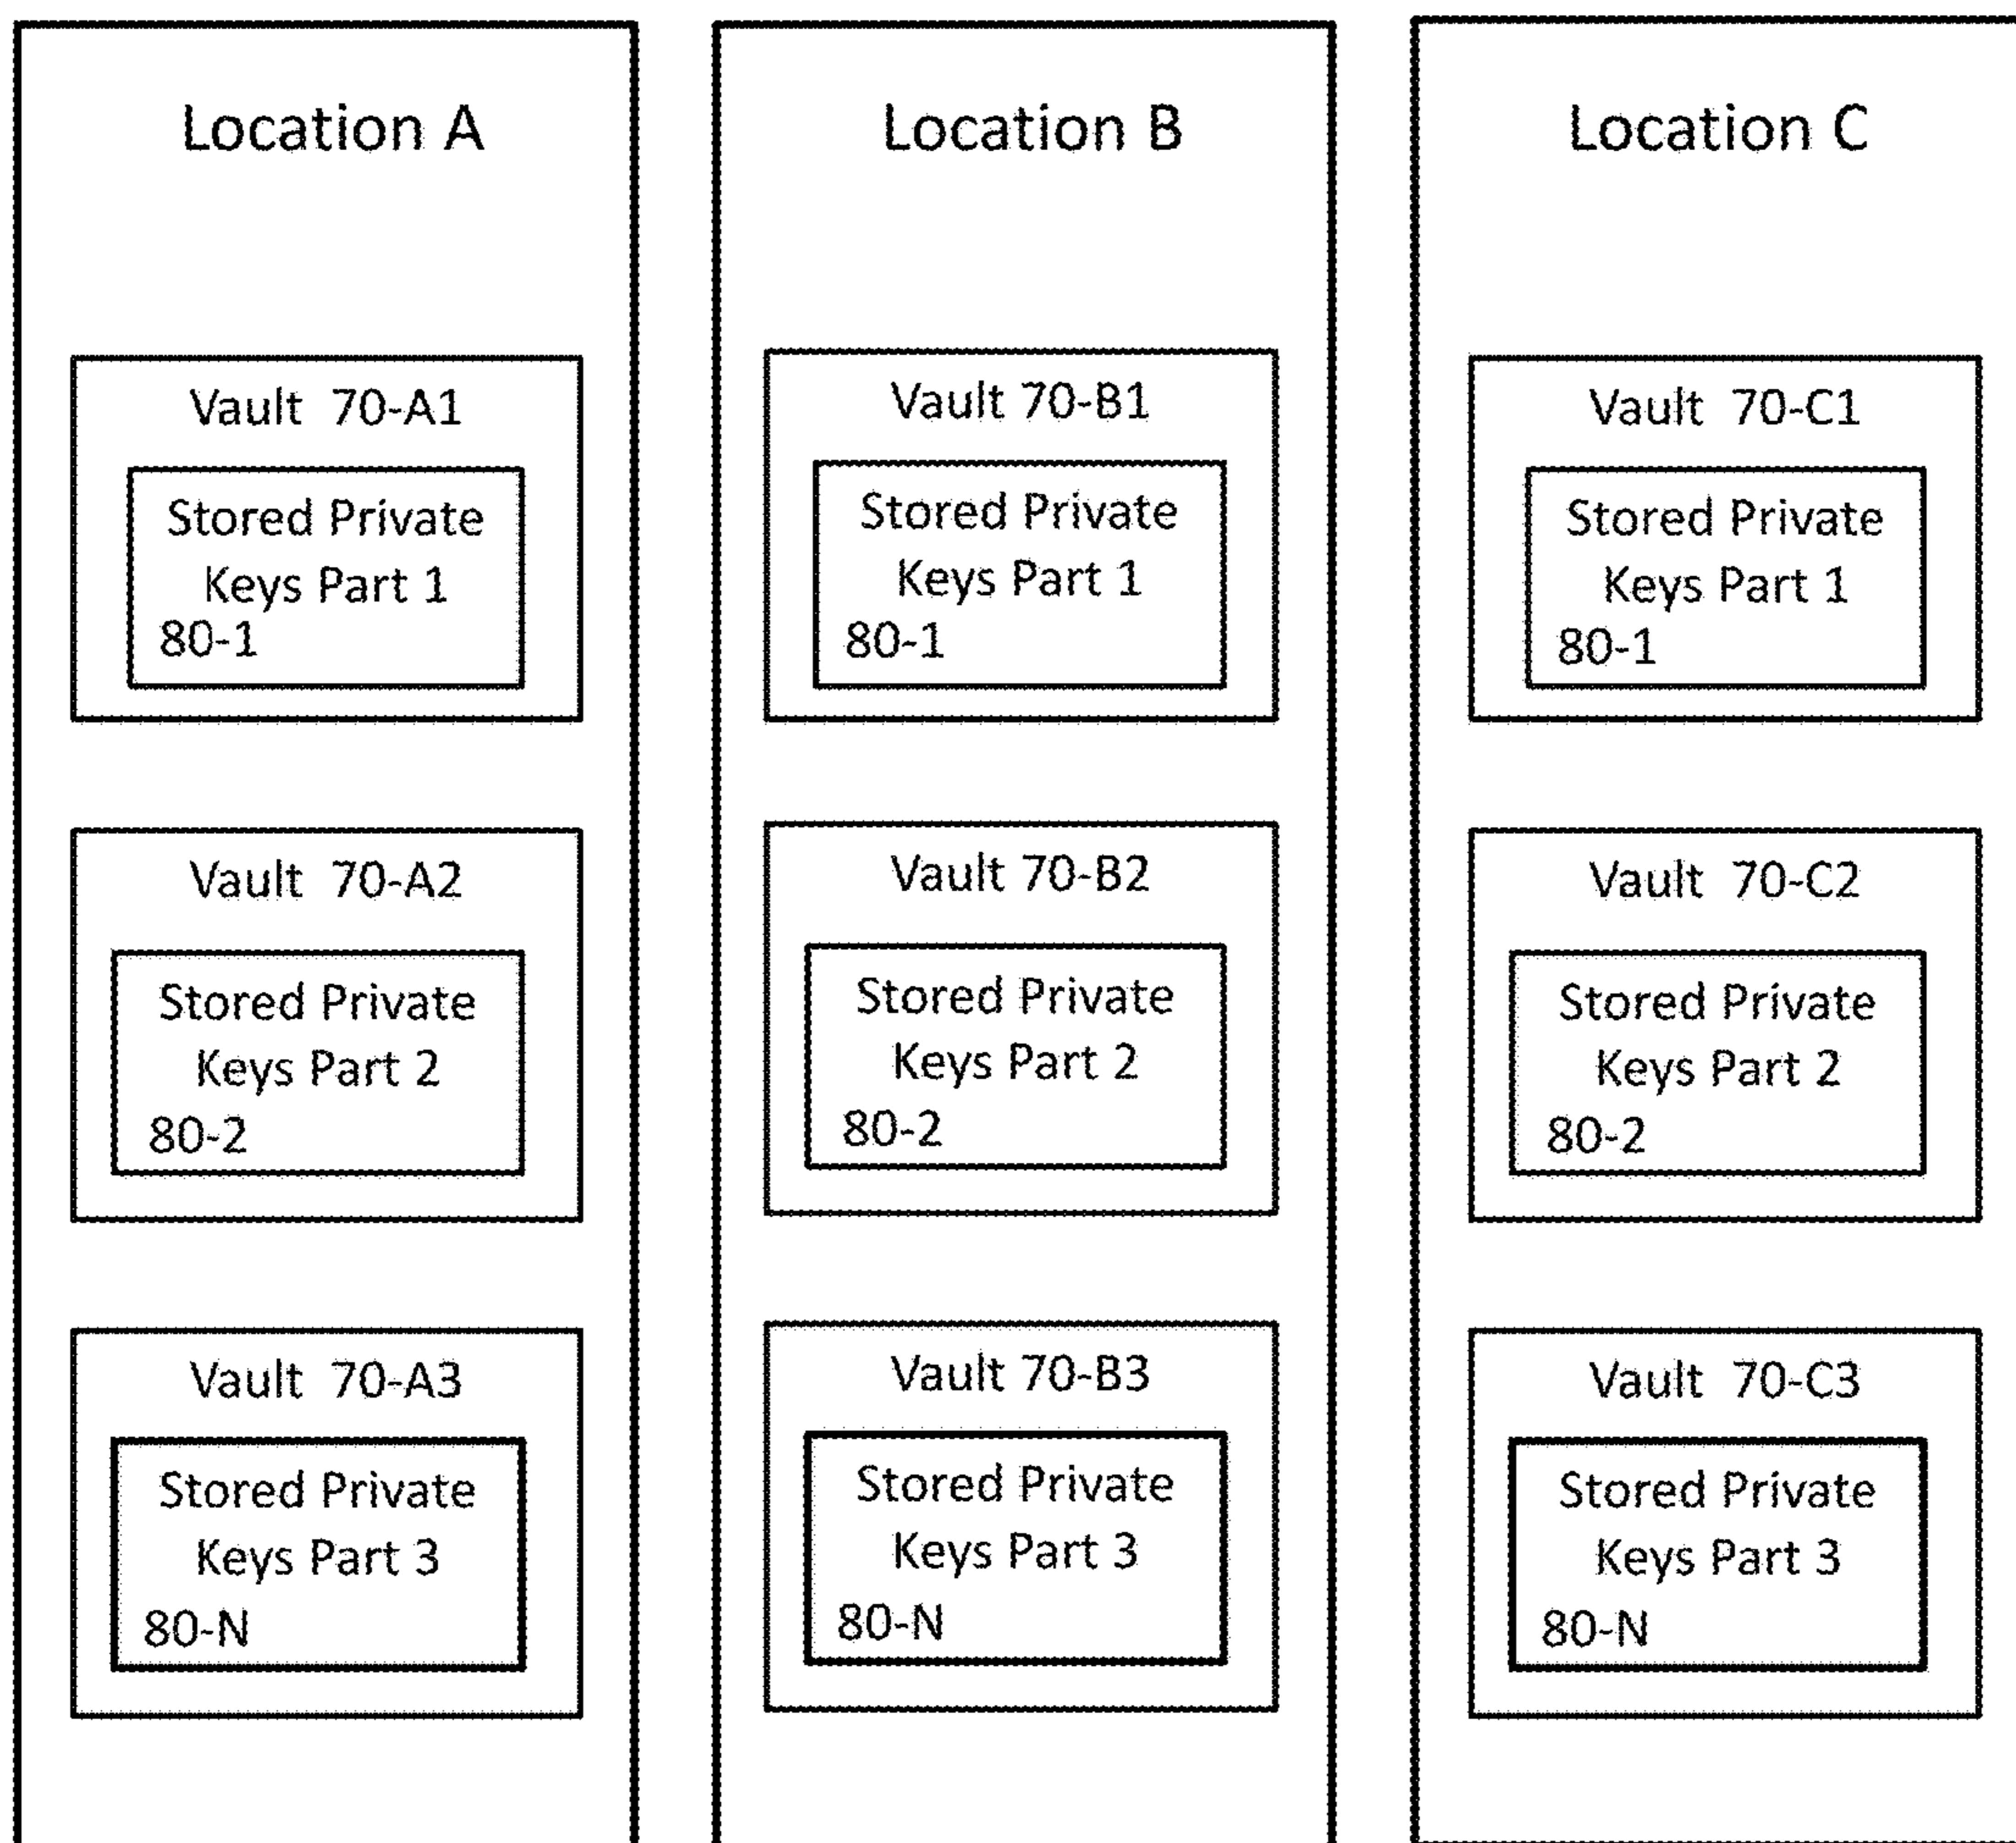 Location A
Vault 70-A1
Stored Private
Keys Part 1
80-1
Vault 70-A2
Stored Private
Keys Part 2
80-2
Vault 70-A3
Stored Private
Keys Part 3
80-N
Location B
Vault 70-B1
Stored Private
Keys Part 1
80-1
Vault 70-B2
Stored Private
Keys Part 2
80-2
Vault 70-B3
Stored Private
Keys Part 3
80-N
Location C
Vault 70-C1
Stored Private
Keys Part 1
80-1
Vault 70-C2
Stored Private
Keys Part 2
80-2
Vault 70-C3
Stored Private
Keys Part 3
80-N